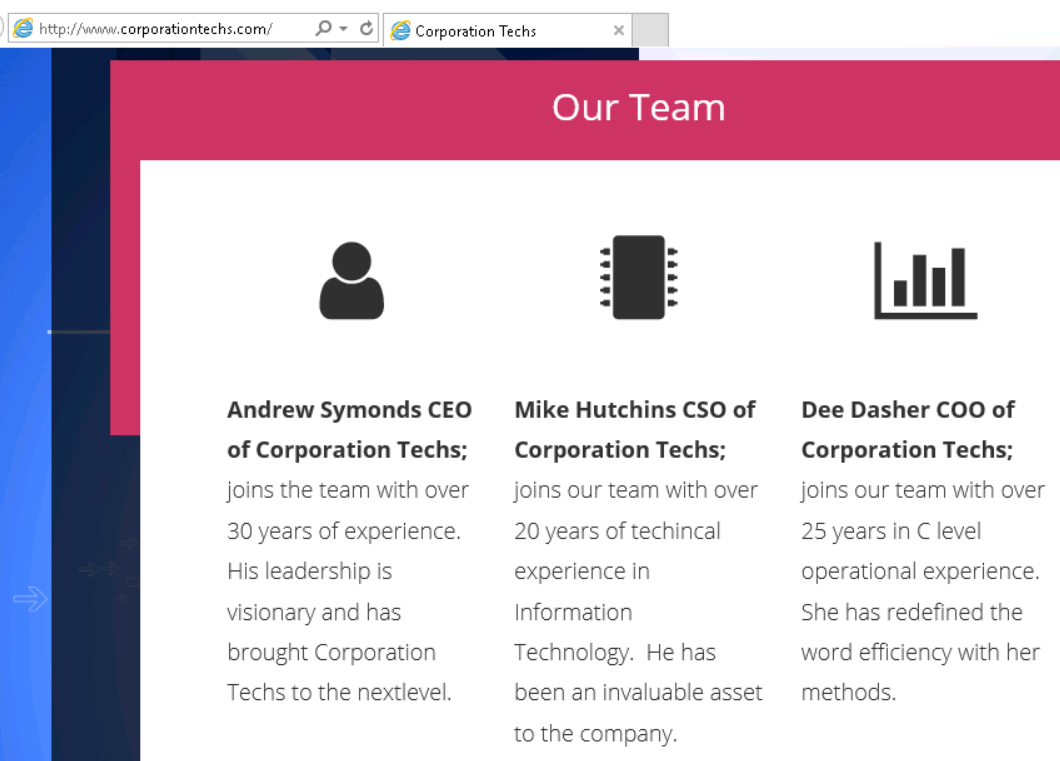 http://www.corporationtechs.com/
Corporation Techs
Our Team
Andrew Symonds CEO
of Corporation Techs;
joins the team with over
30 years of experience.
His leadership is
visionary and has
brought Corporation
Techs to the nextlevel.
Mike Hutchins CSO of
Corporation Techs;
joins our team with over
20 years of techincal
experience in
Information
Technology.  He has
been an invaluable asset
to the company.
Dee Dasher COO of
Corporation Techs;
joins our team with over
25 years in C level
operational experience.
She has redefined the
word efficiency with her
methods.